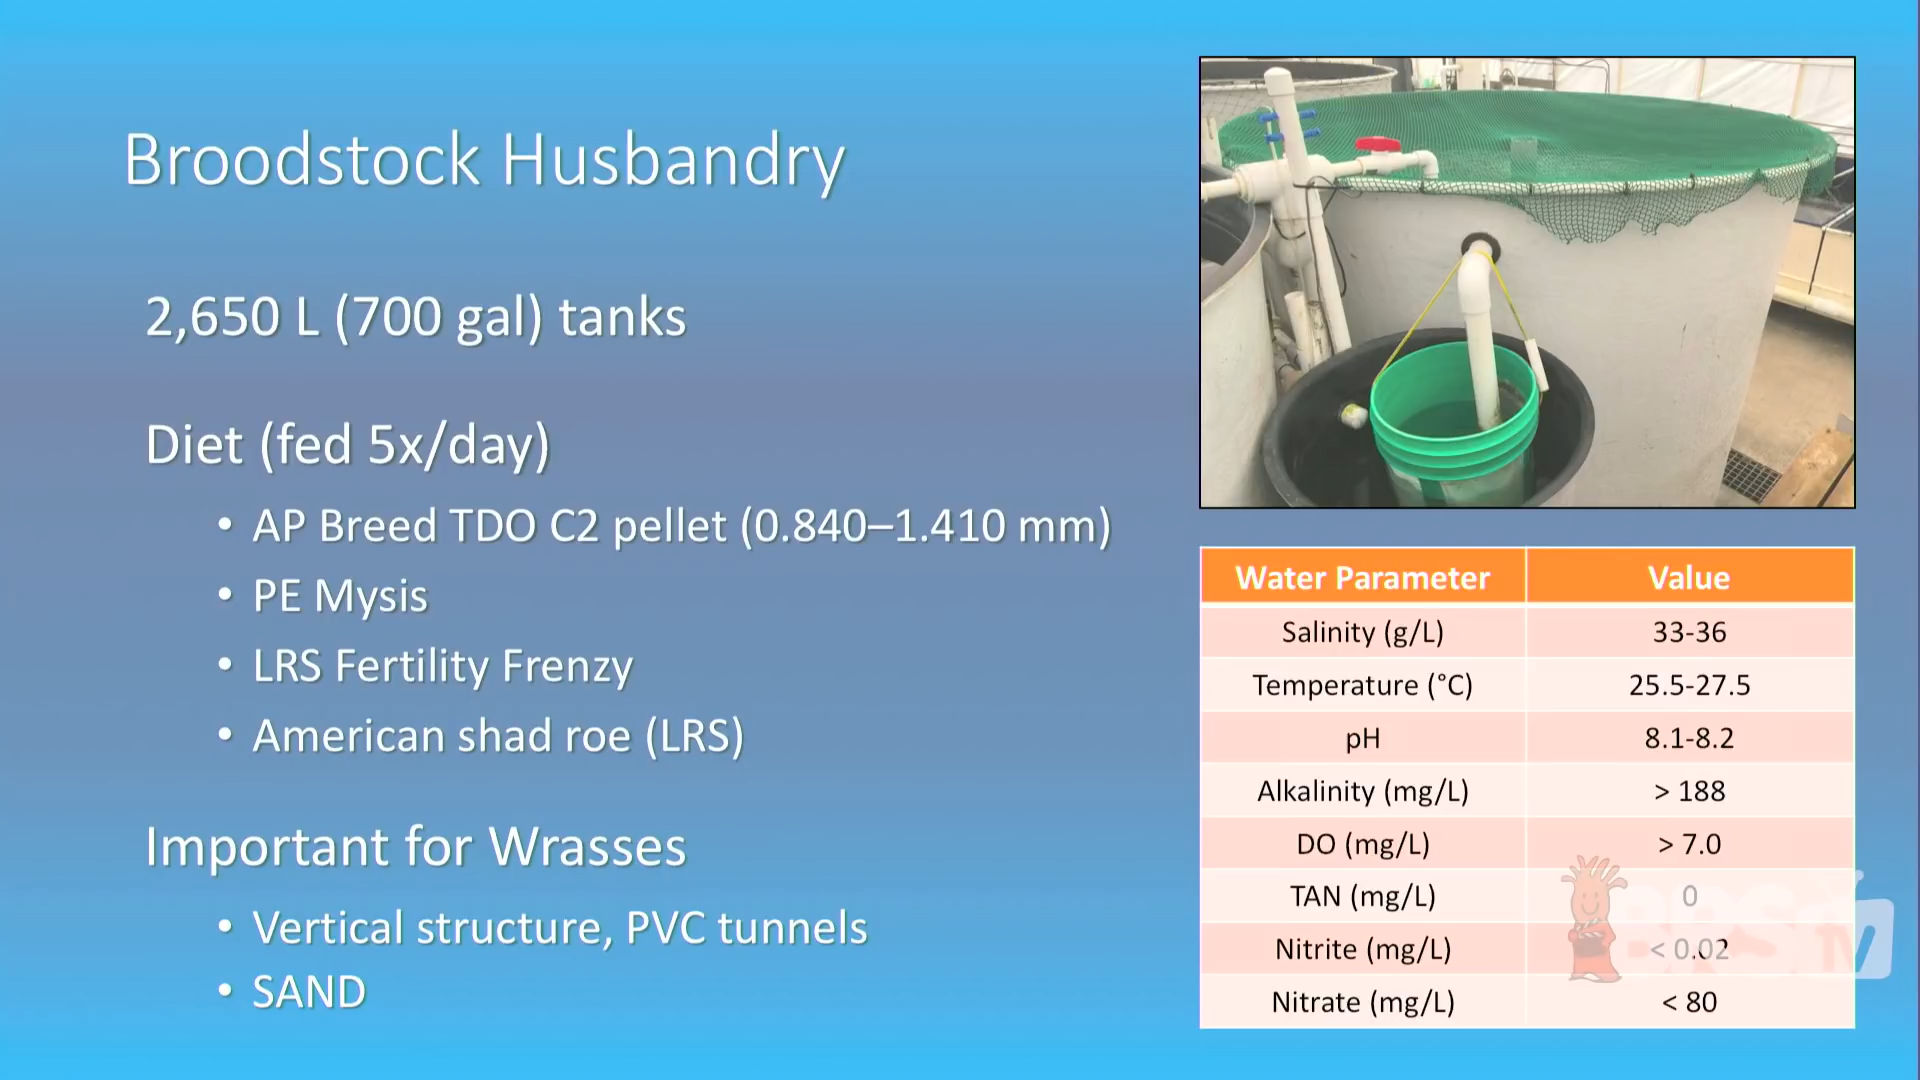 Broodstock Husbandry
2,650 L (700 gal) tanks
Diet (fed 5x/day)
• AP Breed TDO C2 pellet (0.840–1.410 mm)
• PE Mysis
• LRS Fertility Frenzy
• American shad roe (LRS)
Important for Wrasses
• Vertical structure, PVC tunnels
• SAND
Water Parameter Value
Salinity (g/L) 33-36
Temperature (°C) 25.5-27.5
pH 8.1-8.2
Alkalinity (mg/L) > 188
DO (mg/L) > 7.0
TAN (mg/L) 0
Nitrite (mg/L) < 0.02
Nitrate (mg/L) < 80
BRS TV